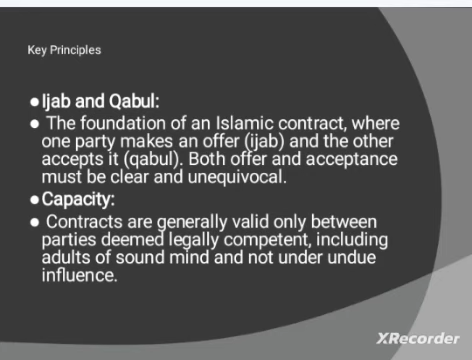 Key Principles
● Ijab and Qabul:
● The foundation of an Islamic contract, where
one party makes an offer (ijab) and the other
accepts it (qabul). Both offer and acceptance
must be clear and unequivocal.
● Capacity:
● Contracts are generally valid only between
parties deemed legally competent, including
adults of sound mind and not under undue
influence.
XRecorder